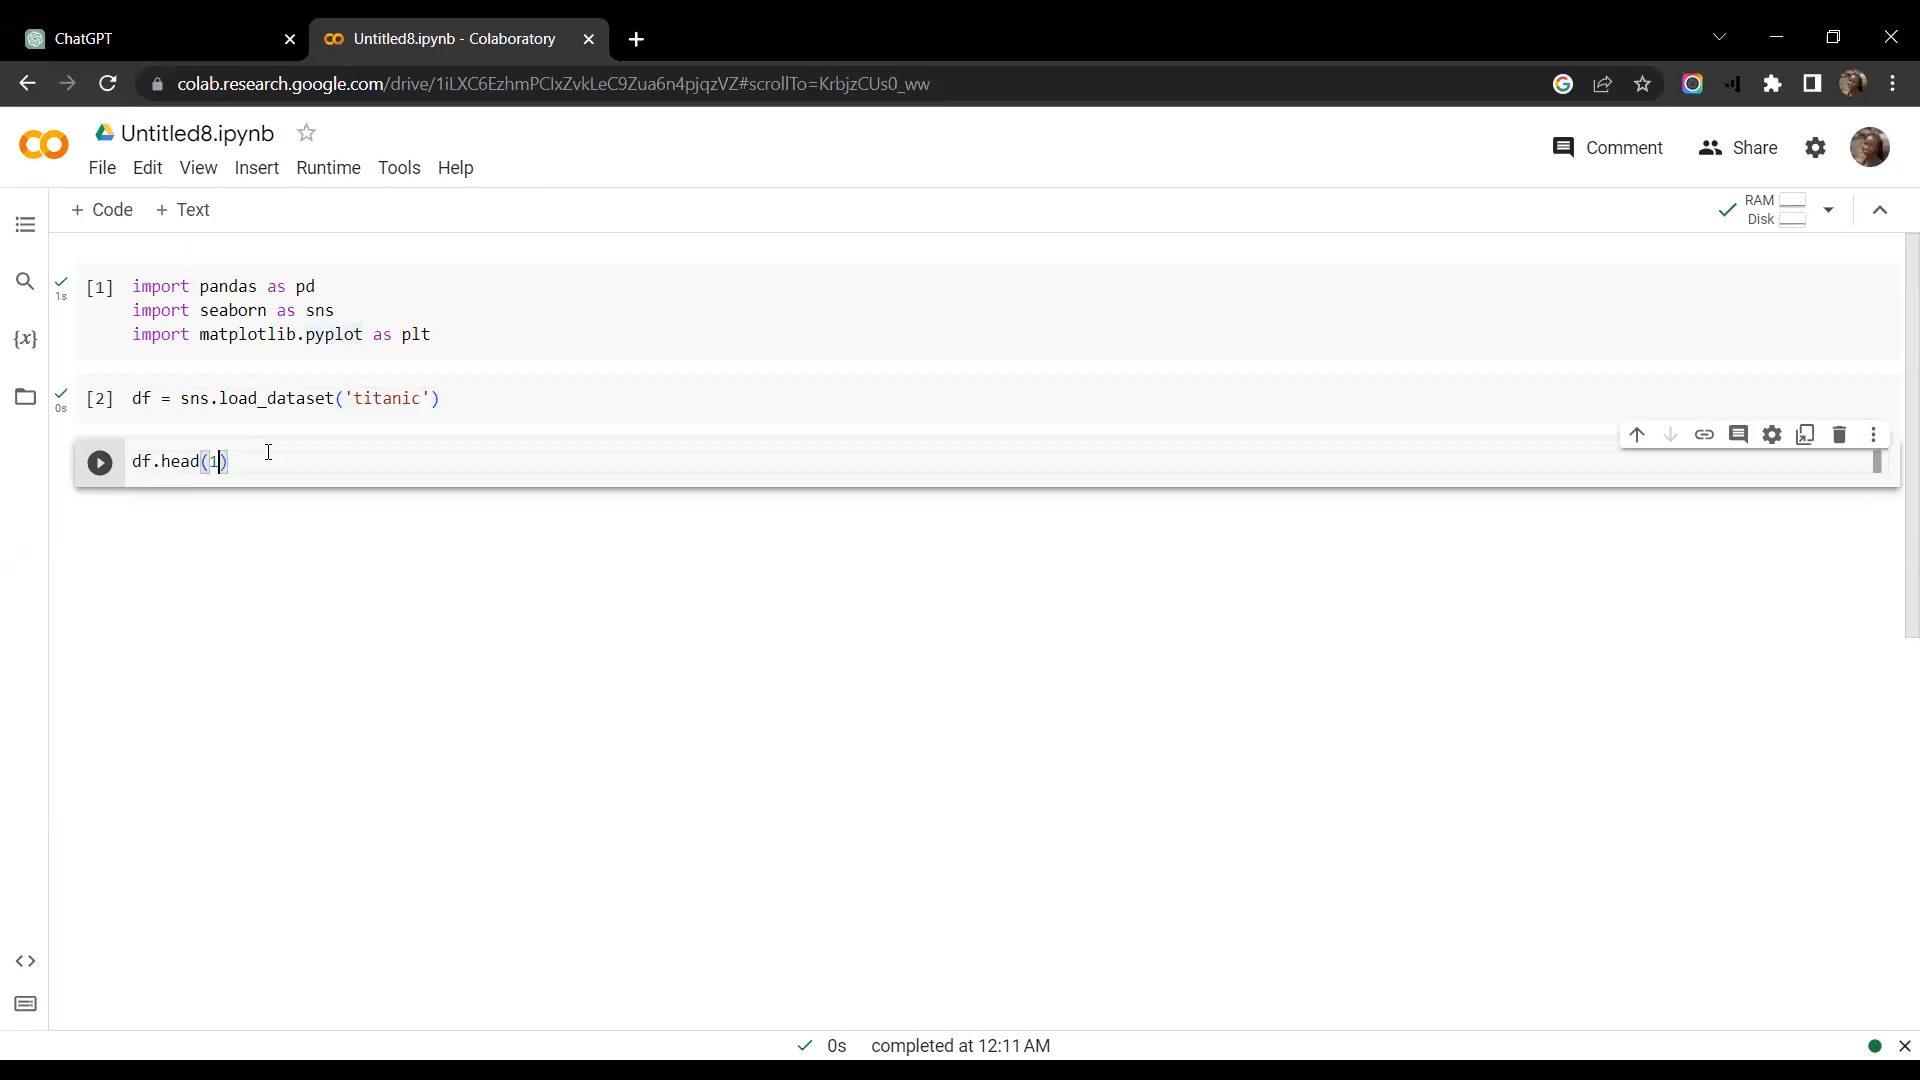 ChatGPT
Untitled8.ipynb - Colaboratory
colab.research.google.com/drive/1iLXC6EzhmPCIxZvkLeC9Zua6n4pjqzVZ#scrollTo=KrbjzCUs0_ww
Untitled8.ipynb
File Edit View Insert Runtime Tools Help
Comment Share
+ Code + Text
RAM
Disk
1s
[1] import pandas as pd
import seaborn as sns
import matplotlib.pyplot as plt
0s
[2] df = sns.load_dataset('titanic')
df.head(1)
0s completed at 12:11 AM